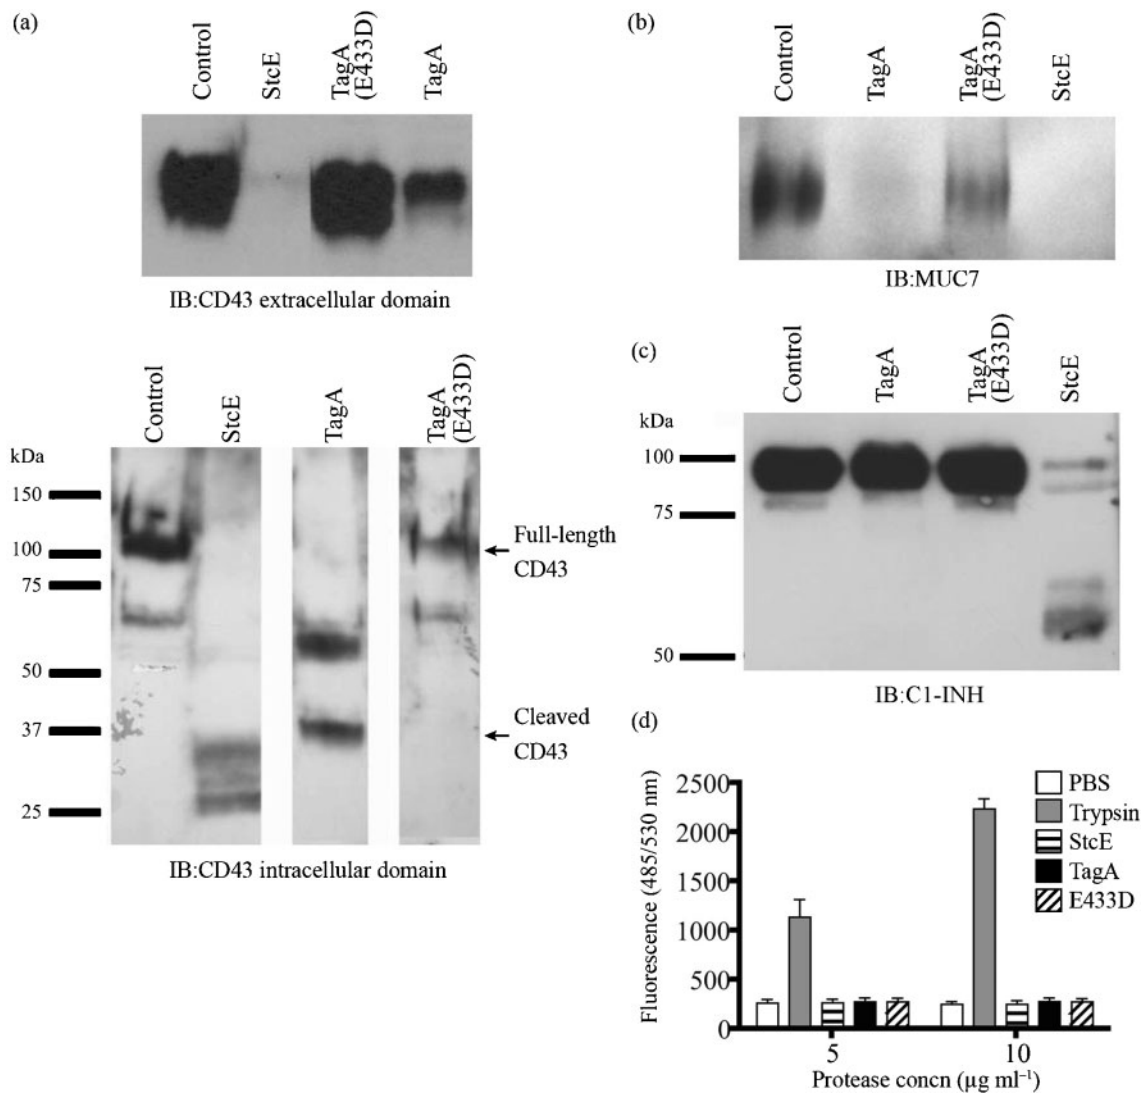 (a)
Control
StcE
TagA
(E433D)
TagA
IB:CD43 extracellular domain
kDa
Control
StcE
TagA
TagA
(E433D)
150
100
75
50
37
25
Full-length
CD43
Cleaved
CD43
IB:CD43 intracellular domain
(b)
Control
TagA
TagA
(E433D)
StcE
IB:MUC7
(c)
kDa
Control
TagA
TagA
(E433D)
StcE
100
75
50
IB:C1-INH
(d)
Fluorescence (485/530 nm)
2500
2000
1500
1000
500
0
PBS
Trypsin
StcE
TagA
E433D
5
10
Protease concn (µg ml⁻¹)